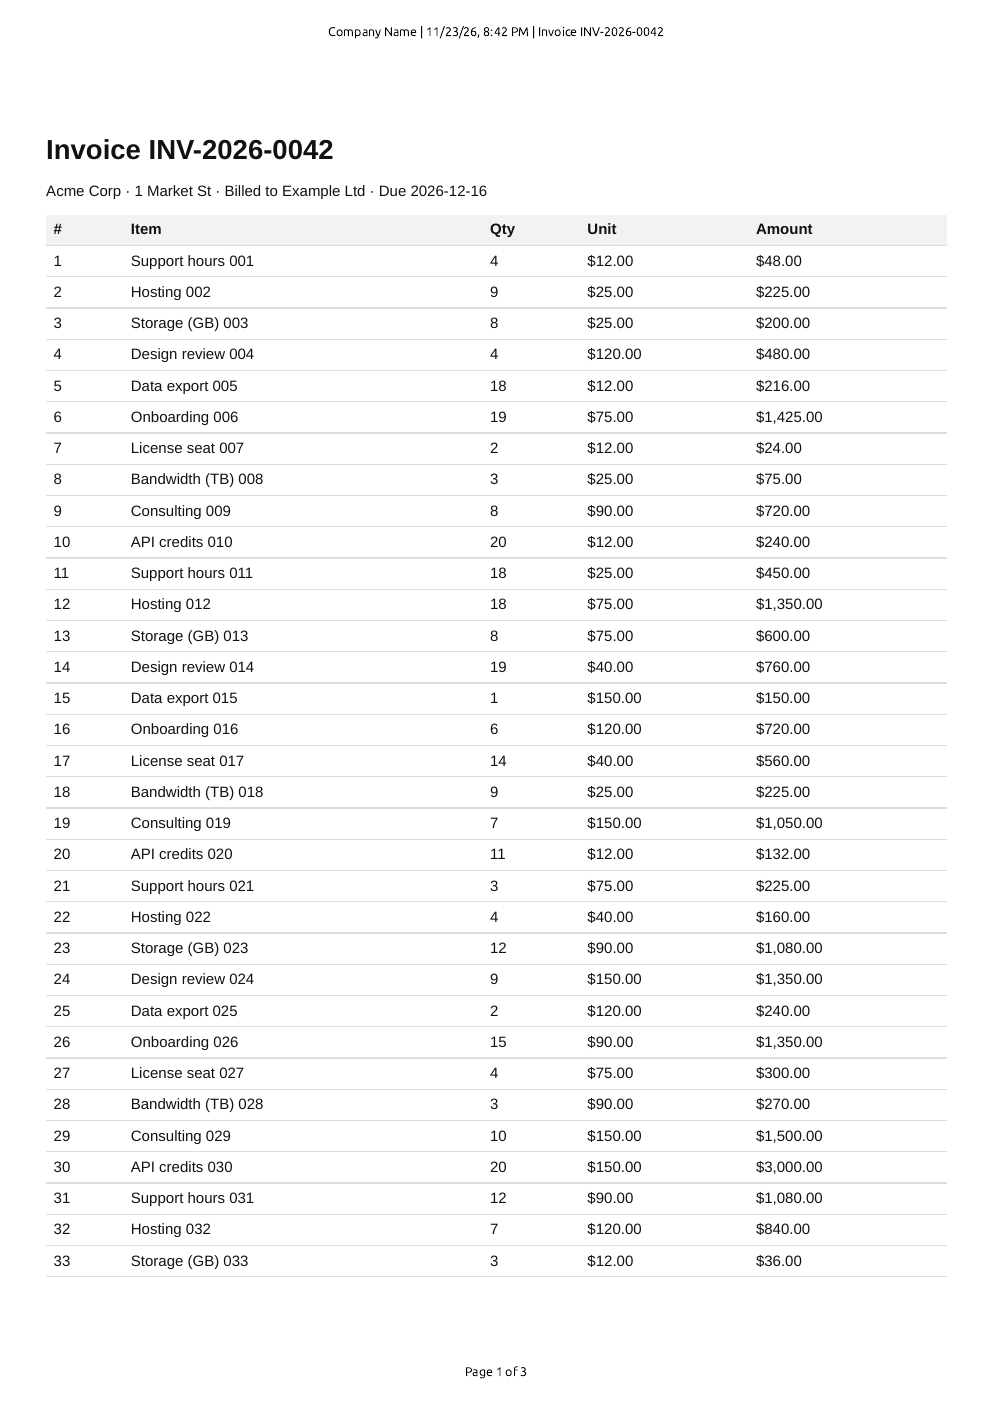 Company Name | 11/23/26, 8:42 PM | Invoice INV-2026-0042
Invoice INV-2026-0042
Acme Corp · 1 Market St · Billed to Example Ltd · Due 2026-12-16
# Item Qty Unit Amount
1 Support hours 001 4 $12.00 $48.00
2 Hosting 002 9 $25.00 $225.00
3 Storage (GB) 003 8 $25.00 $200.00
4 Design review 004 4 $120.00 $480.00
5 Data export 005 18 $12.00 $216.00
6 Onboarding 006 19 $75.00 $1,425.00
7 License seat 007 2 $12.00 $24.00
8 Bandwidth (TB) 008 3 $25.00 $75.00
9 Consulting 009 8 $90.00 $720.00
10 API credits 010 20 $12.00 $240.00
11 Support hours 011 18 $25.00 $450.00
12 Hosting 012 18 $75.00 $1,350.00
13 Storage (GB) 013 8 $75.00 $600.00
14 Design review 014 19 $40.00 $760.00
15 Data export 015 1 $150.00 $150.00
16 Onboarding 016 6 $120.00 $720.00
17 License seat 017 14 $40.00 $560.00
18 Bandwidth (TB) 018 9 $25.00 $225.00
19 Consulting 019 7 $150.00 $1,050.00
20 API credits 020 11 $12.00 $132.00
21 Support hours 021 3 $75.00 $225.00
22 Hosting 022 4 $40.00 $160.00
23 Storage (GB) 023 12 $90.00 $1,080.00
24 Design review 024 9 $150.00 $1,350.00
25 Data export 025 2 $120.00 $240.00
26 Onboarding 026 15 $90.00 $1,350.00
27 License seat 027 4 $75.00 $300.00
28 Bandwidth (TB) 028 3 $90.00 $270.00
29 Consulting 029 10 $150.00 $1,500.00
30 API credits 030 20 $150.00 $3,000.00
31 Support hours 031 12 $90.00 $1,080.00
32 Hosting 032 7 $120.00 $840.00
33 Storage (GB) 033 3 $12.00 $36.00
Page 1 of 3